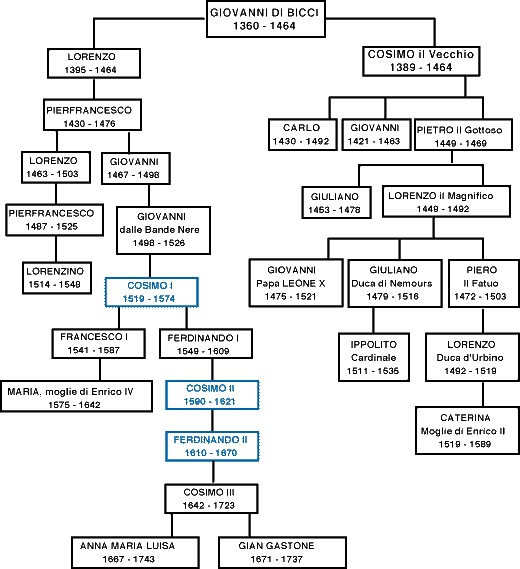 GIOVANNI DI BICCI
1360 - 1464
LORENZO
1395 - 1464
COSIMO il Vecchio
1389 - 1464
PIERFRANCESCO
1430 - 1476
CARLO
1430 - 1492
GIOVANNI
1421 - 1463
PIETRO il Gottoso
1449 - 1469
LORENZO
1463 - 1503
GIOVANNI
1467 - 1498
GIULIANO
1453 - 1478
LORENZO il Magnifico
1449 - 1492
PIERFRANCESCO
1487 - 1525
GIOVANNI
dalle Bande Nere
1498 - 1526
LORENZINO
1514 - 1548
COSIMO I
1519 - 1574
GIOVANNI
Papa LEONE X
1475 - 1521
GIULIANO
Duca di Nemours
1479 - 1516
PIERO
Il Fatuo
1472 - 1503
FRANCESCO I
1541 - 1587
FERDINANDO I
1549 - 1609
IPPOLITO
Cardinale
1511 - 1535
LORENZO
Duca d'Urbino
1492 - 1519
MARIA, moglie di Enrico IV
1575 - 1642
COSIMO II
1590 - 1621
CATERINA
Moglie di Enrico II
1519 - 1589
FERDINANDO II
1610 - 1670
COSIMO III
1642 - 1723
ANNA MARIA LUISA
1667 - 1743
GIAN GASTONE
1671 - 1737